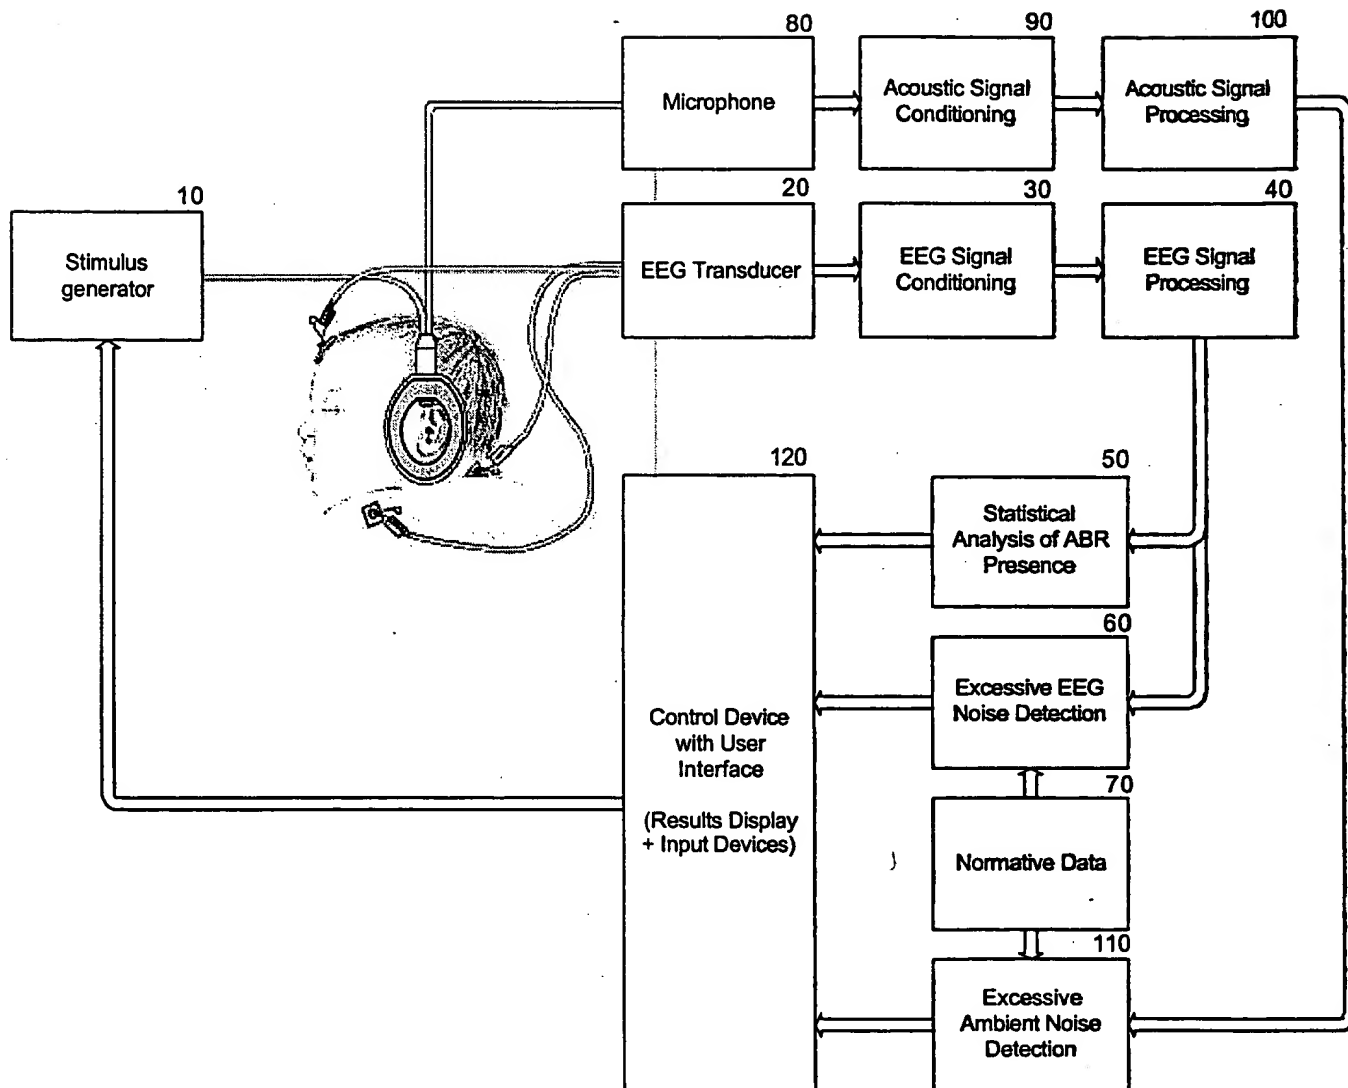 80
90
100
Microphone
Acoustic Signal
Conditioning
Acoustic Signal
Processing
10
20
30
40
Stimulus
generator
EEG Transducer
EEG Signal
Conditioning
EEG Signal
Processing
120
50
Statistical
Analysis of ABR
Presence
60
Excessive EEG
Noise Detection
Control Device
with User
Interface
(Results Display
+ Input Devices)
70
Normative Data
110
Excessive
Ambient Noise
Detection